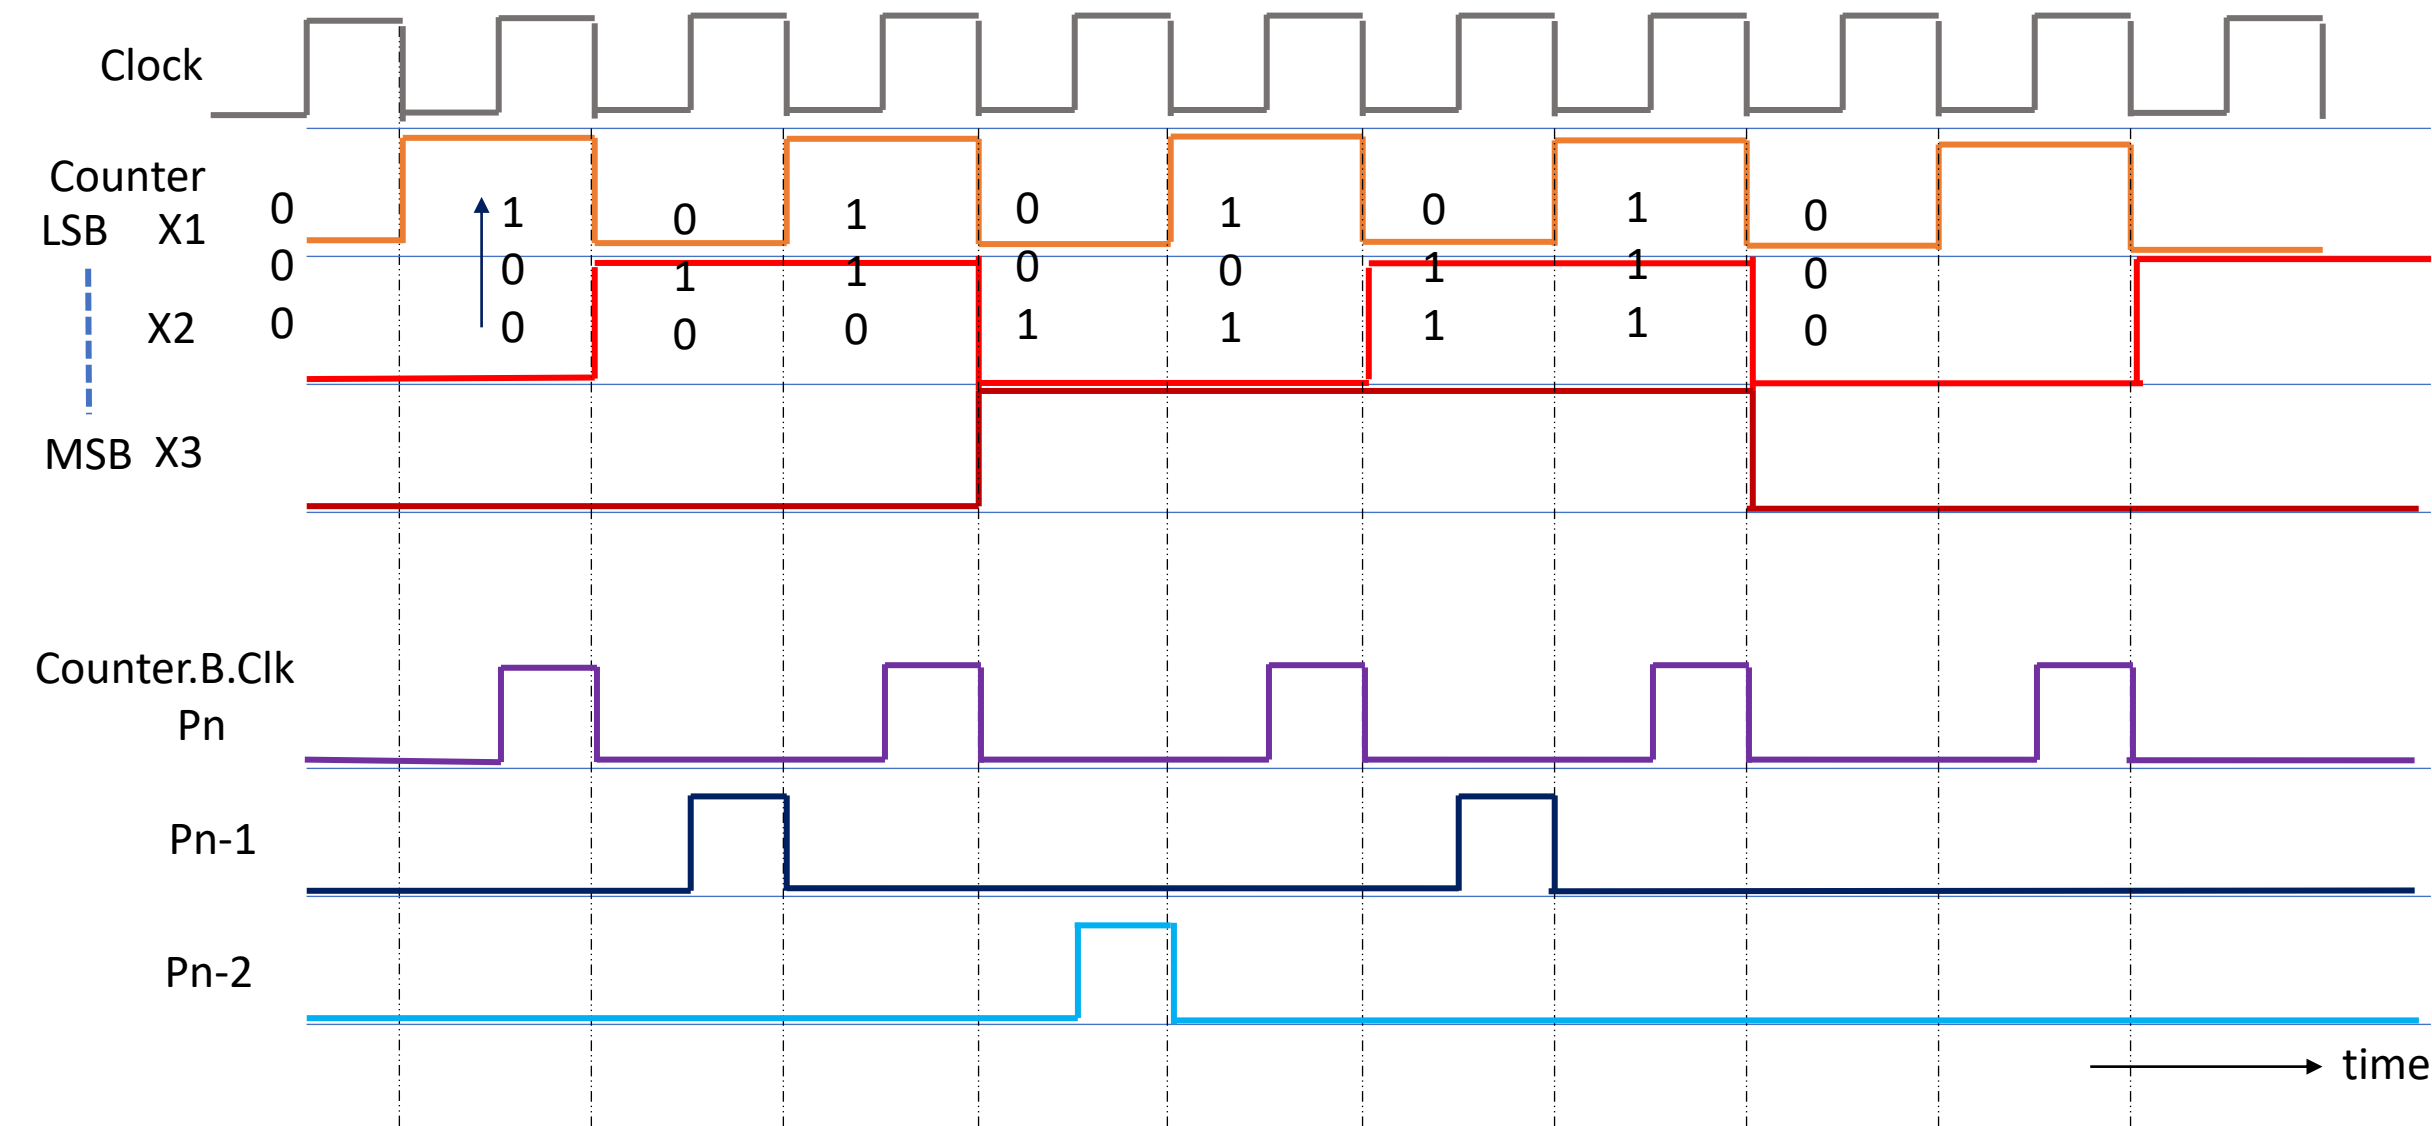 Clock
Counter
LSB X1
0 1 0 1 0 1 0 1 0
0 0 1 1 0 0 1 1 0
X2
0 0 0 0 1 1 1 1 0
MSB X3
Counter.B.Clk
Pn
Pn-1
Pn-2
time